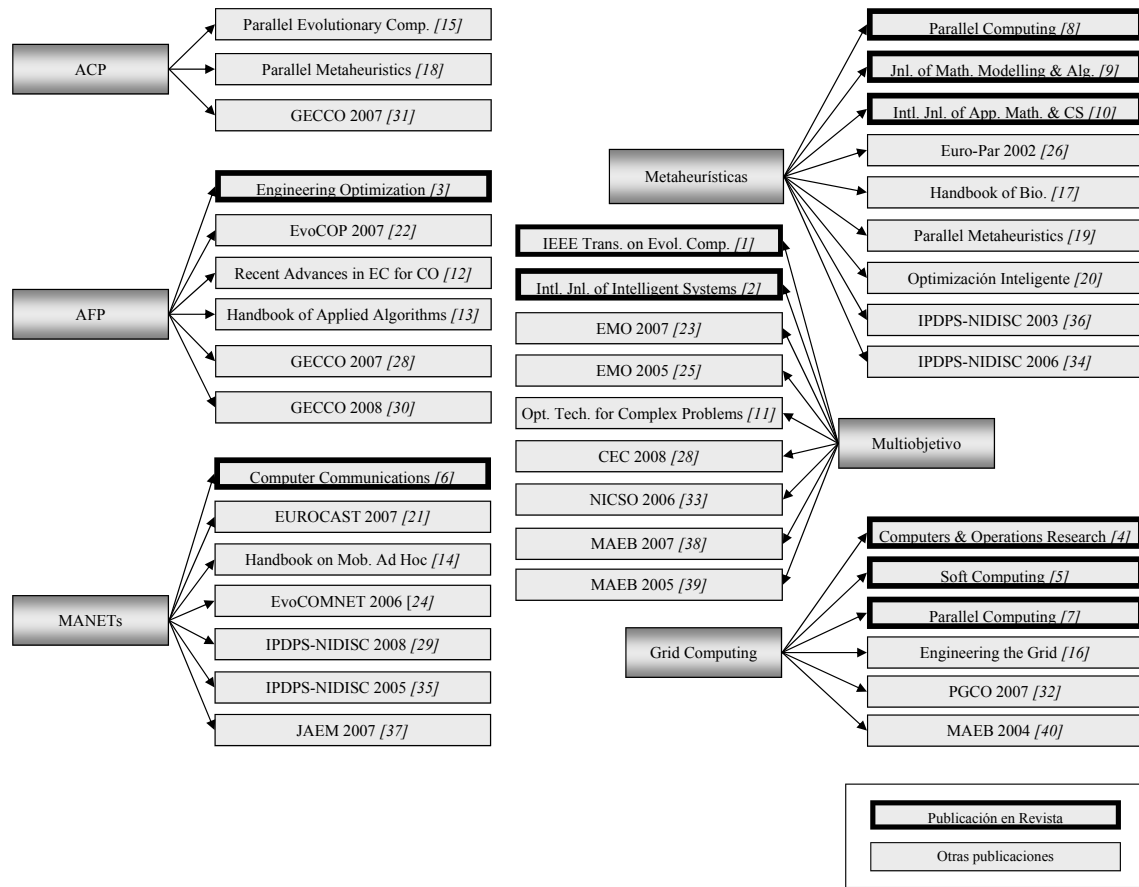 ACP
Parallel Evolutionary Comp. [15]
Parallel Metaheuristics [18]
GECCO 2007 [31]
AFP
Engineering Optimization [3]
EvoCOP 2007 [22]
Recent Advances in EC for CO [12]
Handbook of Applied Algorithms [13]
GECCO 2007 [28]
GECCO 2008 [30]
MANETs
Computer Communications [6]
EUROCAST 2007 [21]
Handbook on Mob. Ad Hoc [14]
EvoCOMNET 2006 [24]
IPDPS-NIDISC 2008 [29]
IPDPS-NIDISC 2005 [35]
JAEM 2007 [37]
Metaheurísticas
Parallel Computing [8]
Jnl. of Math. Modelling & Alg. [9]
Intl. Jnl. of App. Math. & CS [10]
Euro-Par 2002 [26]
Handbook of Bio. [17]
Parallel Metaheuristics [19]
Optimización Inteligente [20]
IPDPS-NIDISC 2003 [36]
IPDPS-NIDISC 2006 [34]
Multiobjetivo
IEEE Trans. on Evol. Comp. [1]
Intl. Jnl. of Intelligent Systems [2]
EMO 2007 [23]
EMO 2005 [25]
Opt. Tech. for Complex Problems [11]
CEC 2008 [28]
NICSO 2006 [33]
MAEB 2007 [38]
MAEB 2005 [39]
Grid Computing
Computers & Operations Research [4]
Soft Computing [5]
Parallel Computing [7]
Engineering the Grid [16]
PGCO 2007 [32]
MAEB 2004 [40]
Publicación en Revista
Otras publicaciones